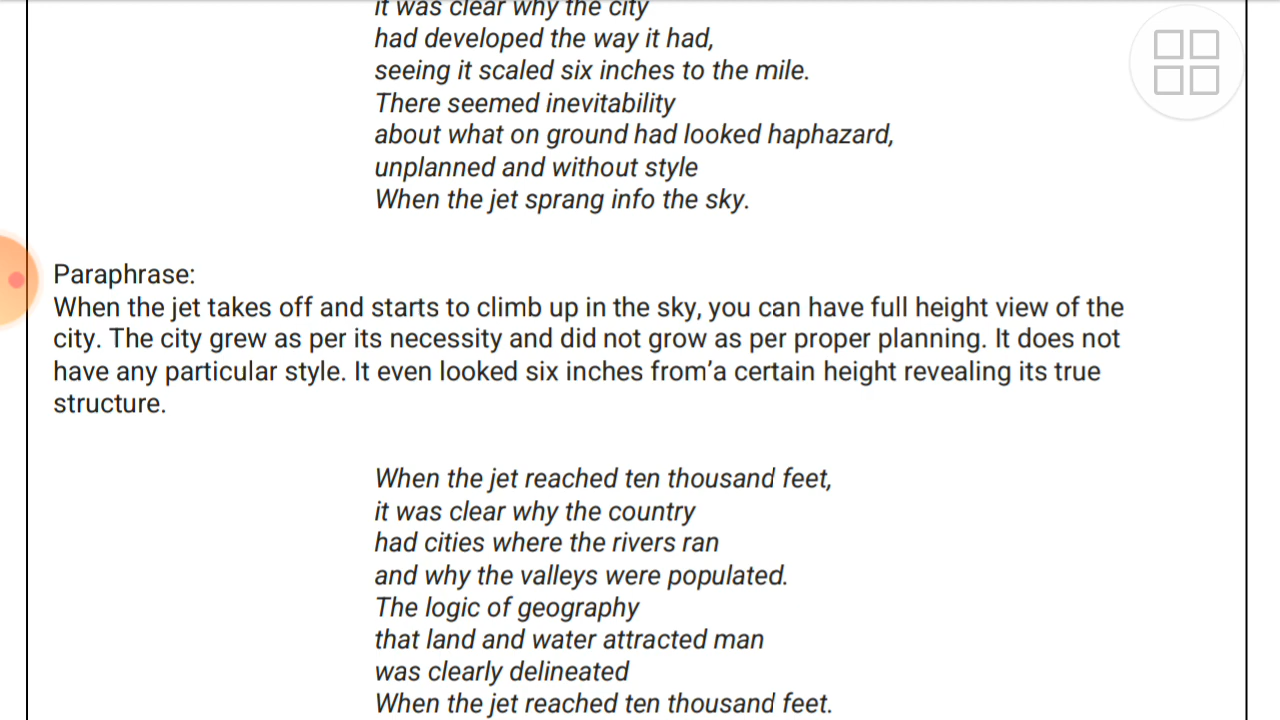 it was clear why the city
had developed the way it had,
seeing it scaled six inches to the mile.
There seemed inevitability
about what on ground had looked haphazard,
unplanned and without style
When the jet sprang info the sky.
Paraphrase:
When the jet takes off and starts to climb up in the sky, you can have full height view of the
city. The city grew as per its necessity and did not grow as per proper planning. It does not
have any particular style. It even looked six inches from’a certain height revealing its true
structure.
When the jet reached ten thousand feet,
it was clear why the country
had cities where the rivers ran
and why the valleys were populated.
The logic of geography
that land and water attracted man
was clearly delineated
When the jet reached ten thousand feet.